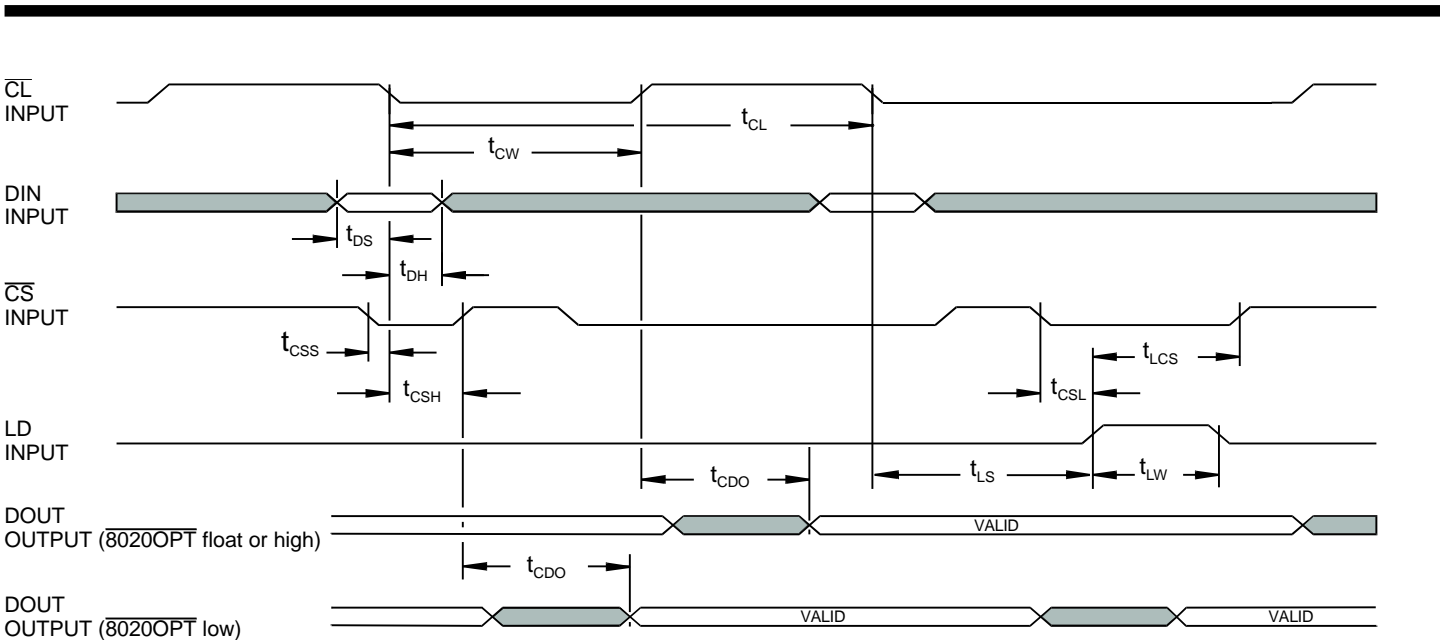 CL
INPUT
tCL
tCW
DIN
INPUT
tDS
tDH
CS
INPUT
tCSS
tLCS
tCSH
tCSL
LD
INPUT
tCDO
tLS
tLW
DOUT
OUTPUT (8020OPT float or high)
VALID
tCDO
DOUT
OUTPUT (8020OPT low)
VALID
VALID